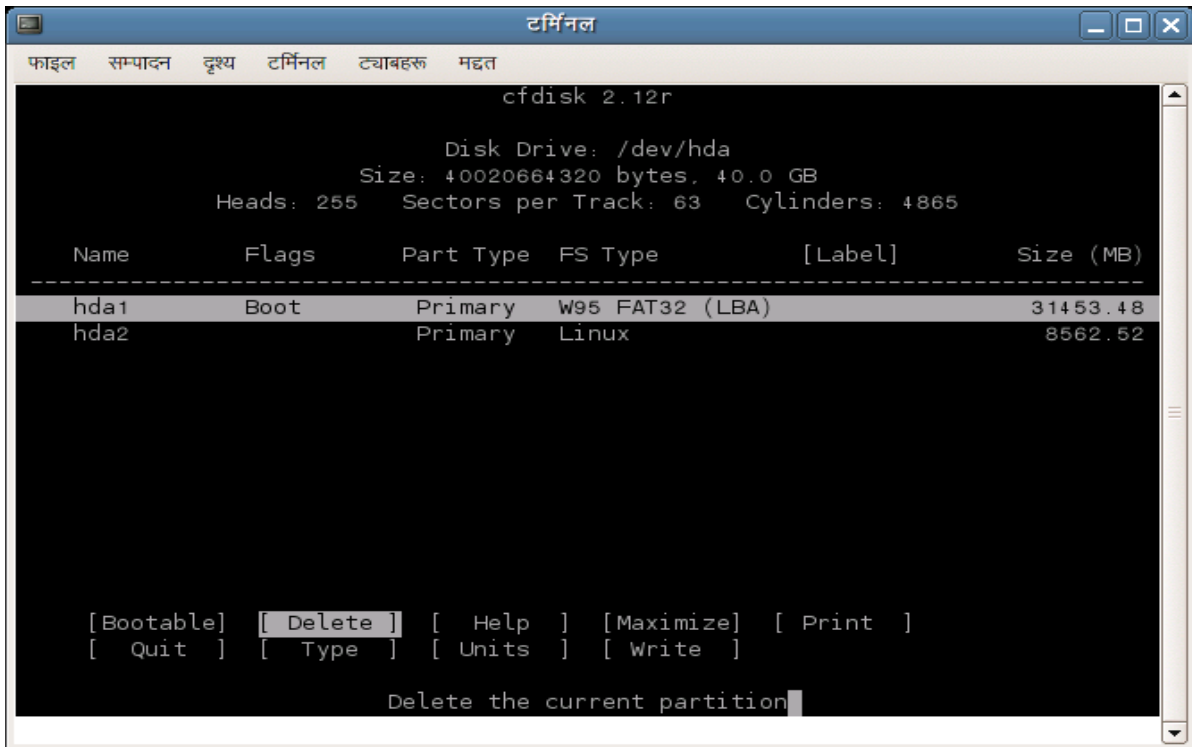 टर्मिनल
फाइल सम्पादन दृश्य टर्मिनल ट्याबहरू मद्दत
cfdisk 2.12r
Disk Drive: /dev/hda
Size: 40020664320 bytes, 40.0 GB
Heads: 255 Sectors per Track: 63 Cylinders: 4865
Name Flags Part Type FS Type [Label] Size (MB)
------------------------------------------------------------------------------
hda1 Boot Primary W95 FAT32 (LBA) 31453.48
hda2 Primary Linux 8562.52
[Bootable] [ Delete ] [ Help ] [Maximize] [ Print ]
[ Quit ] [ Type ] [ Units ] [ Write ]
Delete the current partition